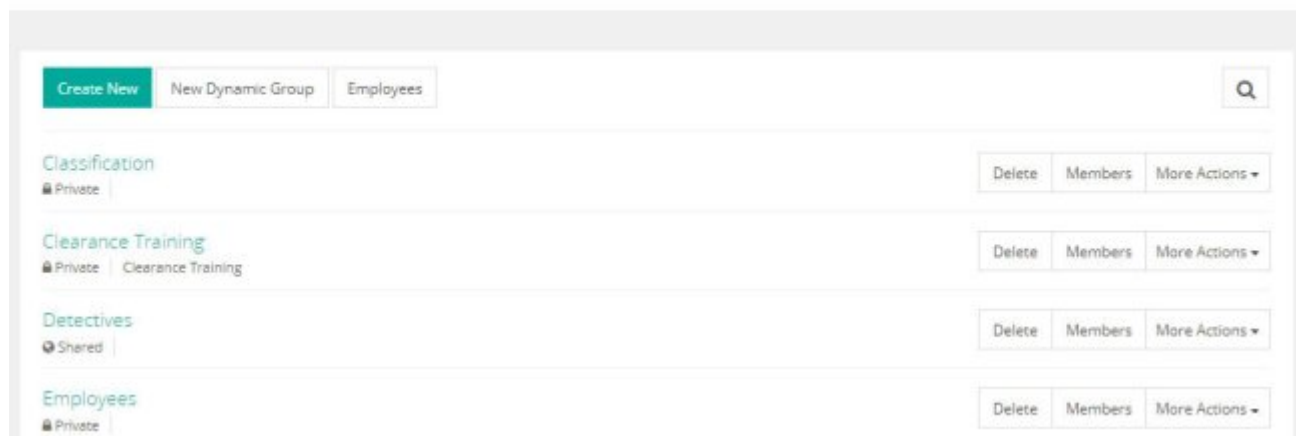 Create New New Dynamic Group Employees
Classification
Private
Delete Members More Actions
Clearance Training
Private Clearance Training
Delete Members More Actions
Detectives
Shared
Delete Members More Actions
Employees
Private
Delete Members More Actions